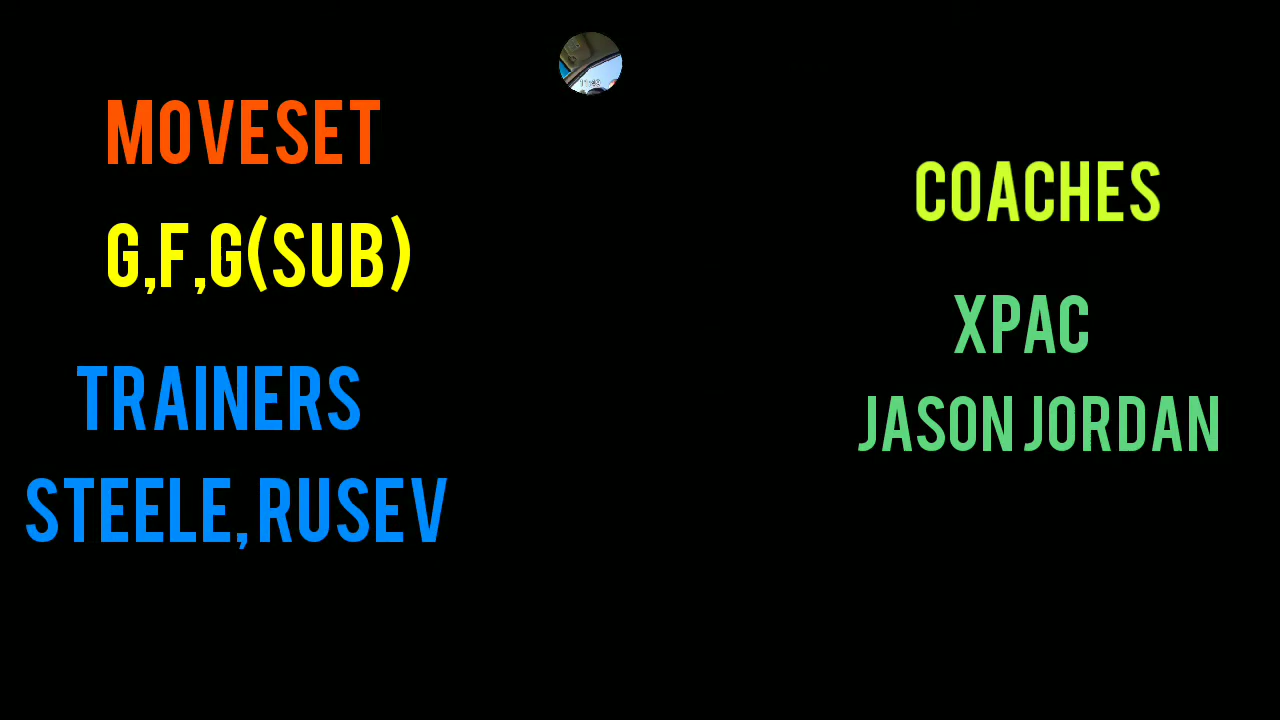 MOVESET
G,F,G(SUB)
TRAINERS
STEELE, RUSEV
COACHES
XPAC
JASON JORDAN